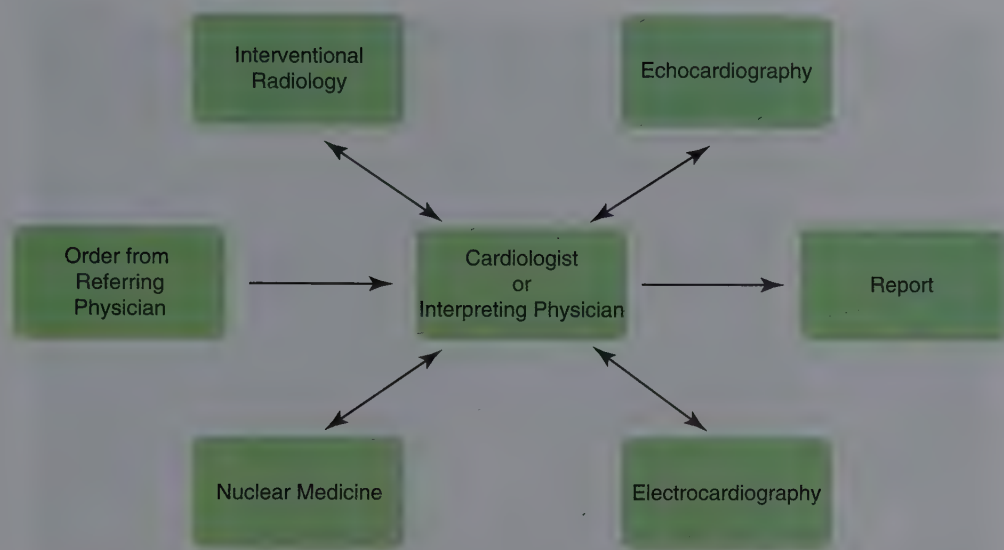 Interventional
Radiology
Echocardiography
Order from
Referring
Physician
Cardiologist
or
Interpreting Physician
Report
Nuclear Medicine
Electrocardiography